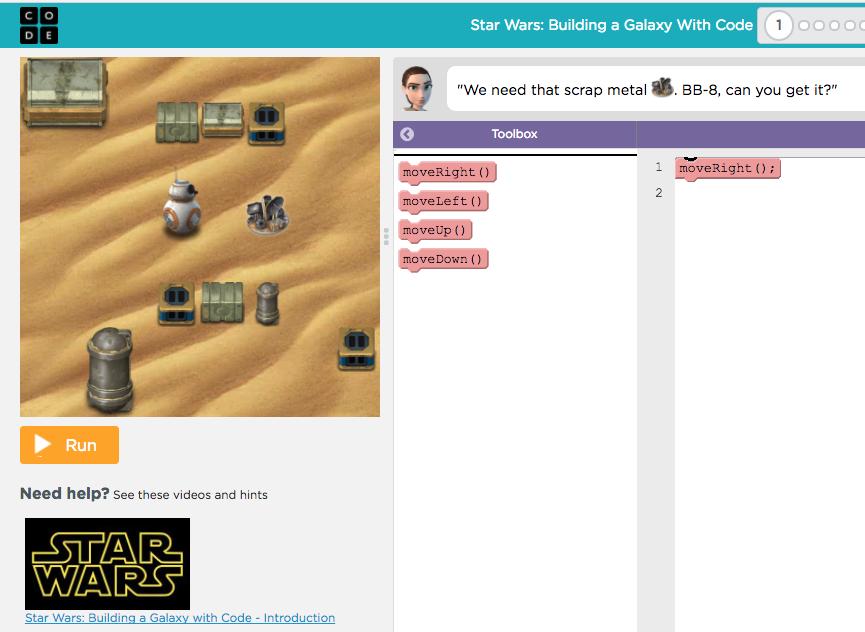 C O
D E
Star Wars: Building a Galaxy With Code
1
"We need that scrap metal . BB-8, can you get it?"
Toolbox
moveRight()
moveLeft()
moveUp()
moveDown()
1 moveRight();
2
Run
Need help? See these videos and hints
STAR
WARS
Star Wars: Building a Galaxy with Code - Introduction